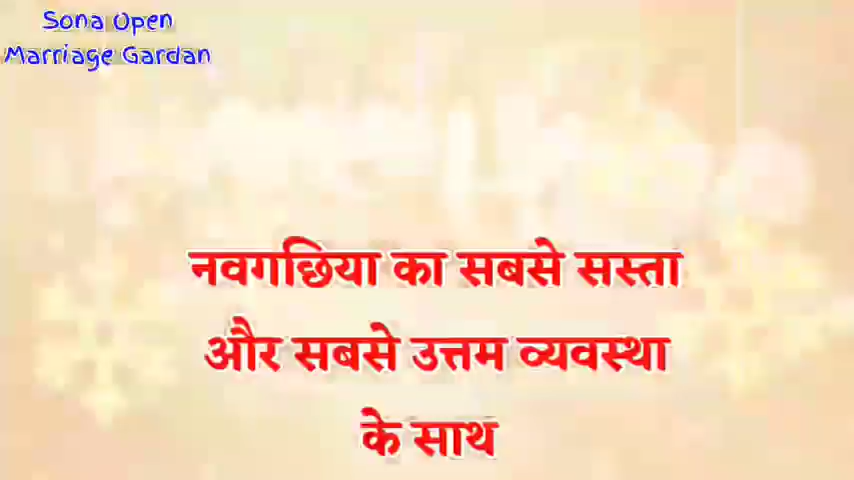 Sona Open
Marriage Gardan
नवगछिया का सबसे सस्ता
और सबसे उत्तम व्यवस्था
के साथ